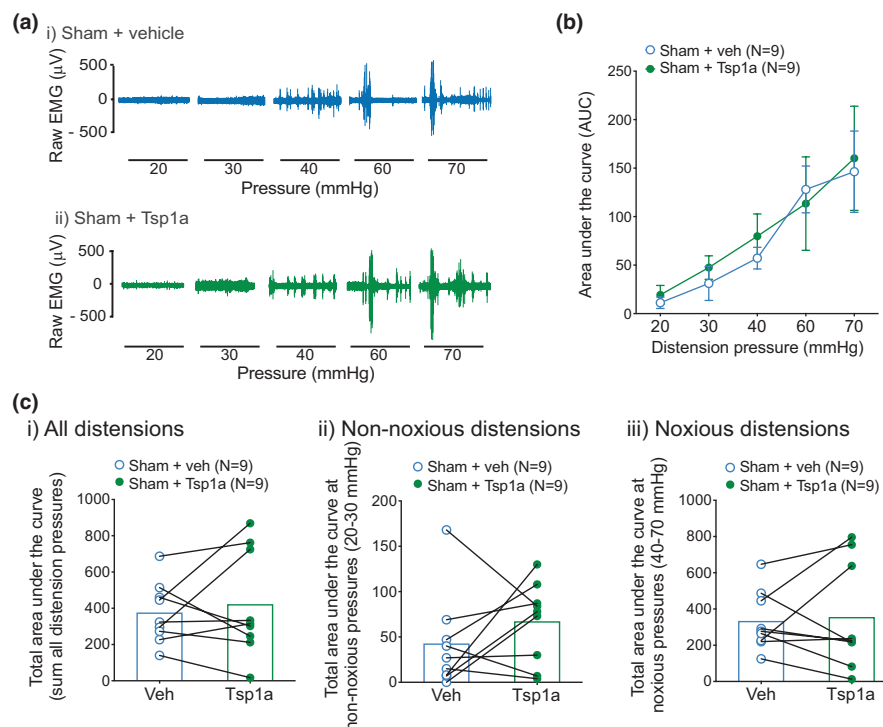 (a)
i) Sham + vehicle
500
0
- 500
Raw EMG (μV)
20 30 40 60 70
Pressure (mmHg)
ii) Sham + Tsp1a
500
0
- 500
Raw EMG (μV)
20 30 40 60 70
Pressure (mmHg)
(b)
Sham + veh (N=9)
Sham + Tsp1a (N=9)
250
200
150
100
50
0
Area under the curve (AUC)
20 30 40 60 70
Distension pressure (mmHg)
(c)
i) All distensions
Sham + veh (N=9)
Sham + Tsp1a (N=9)
1000
800
600
400
200
0
Total area under the curve
(sum all distension pressures)
Veh Tsp1a
ii) Non-noxious distensions
Sham + veh (N=9)
Sham + Tsp1a (N=9)
200
150
100
50
0
Total area under the curve at
non-noxious pressures (20-30 mmHg)
Veh Tsp1a
iii) Noxious distensions
Sham + veh (N=9)
Sham + Tsp1a (N=9)
1000
800
600
400
200
0
Total area under the curve at
noxious pressures (40-70 mmHg)
Veh Tsp1a